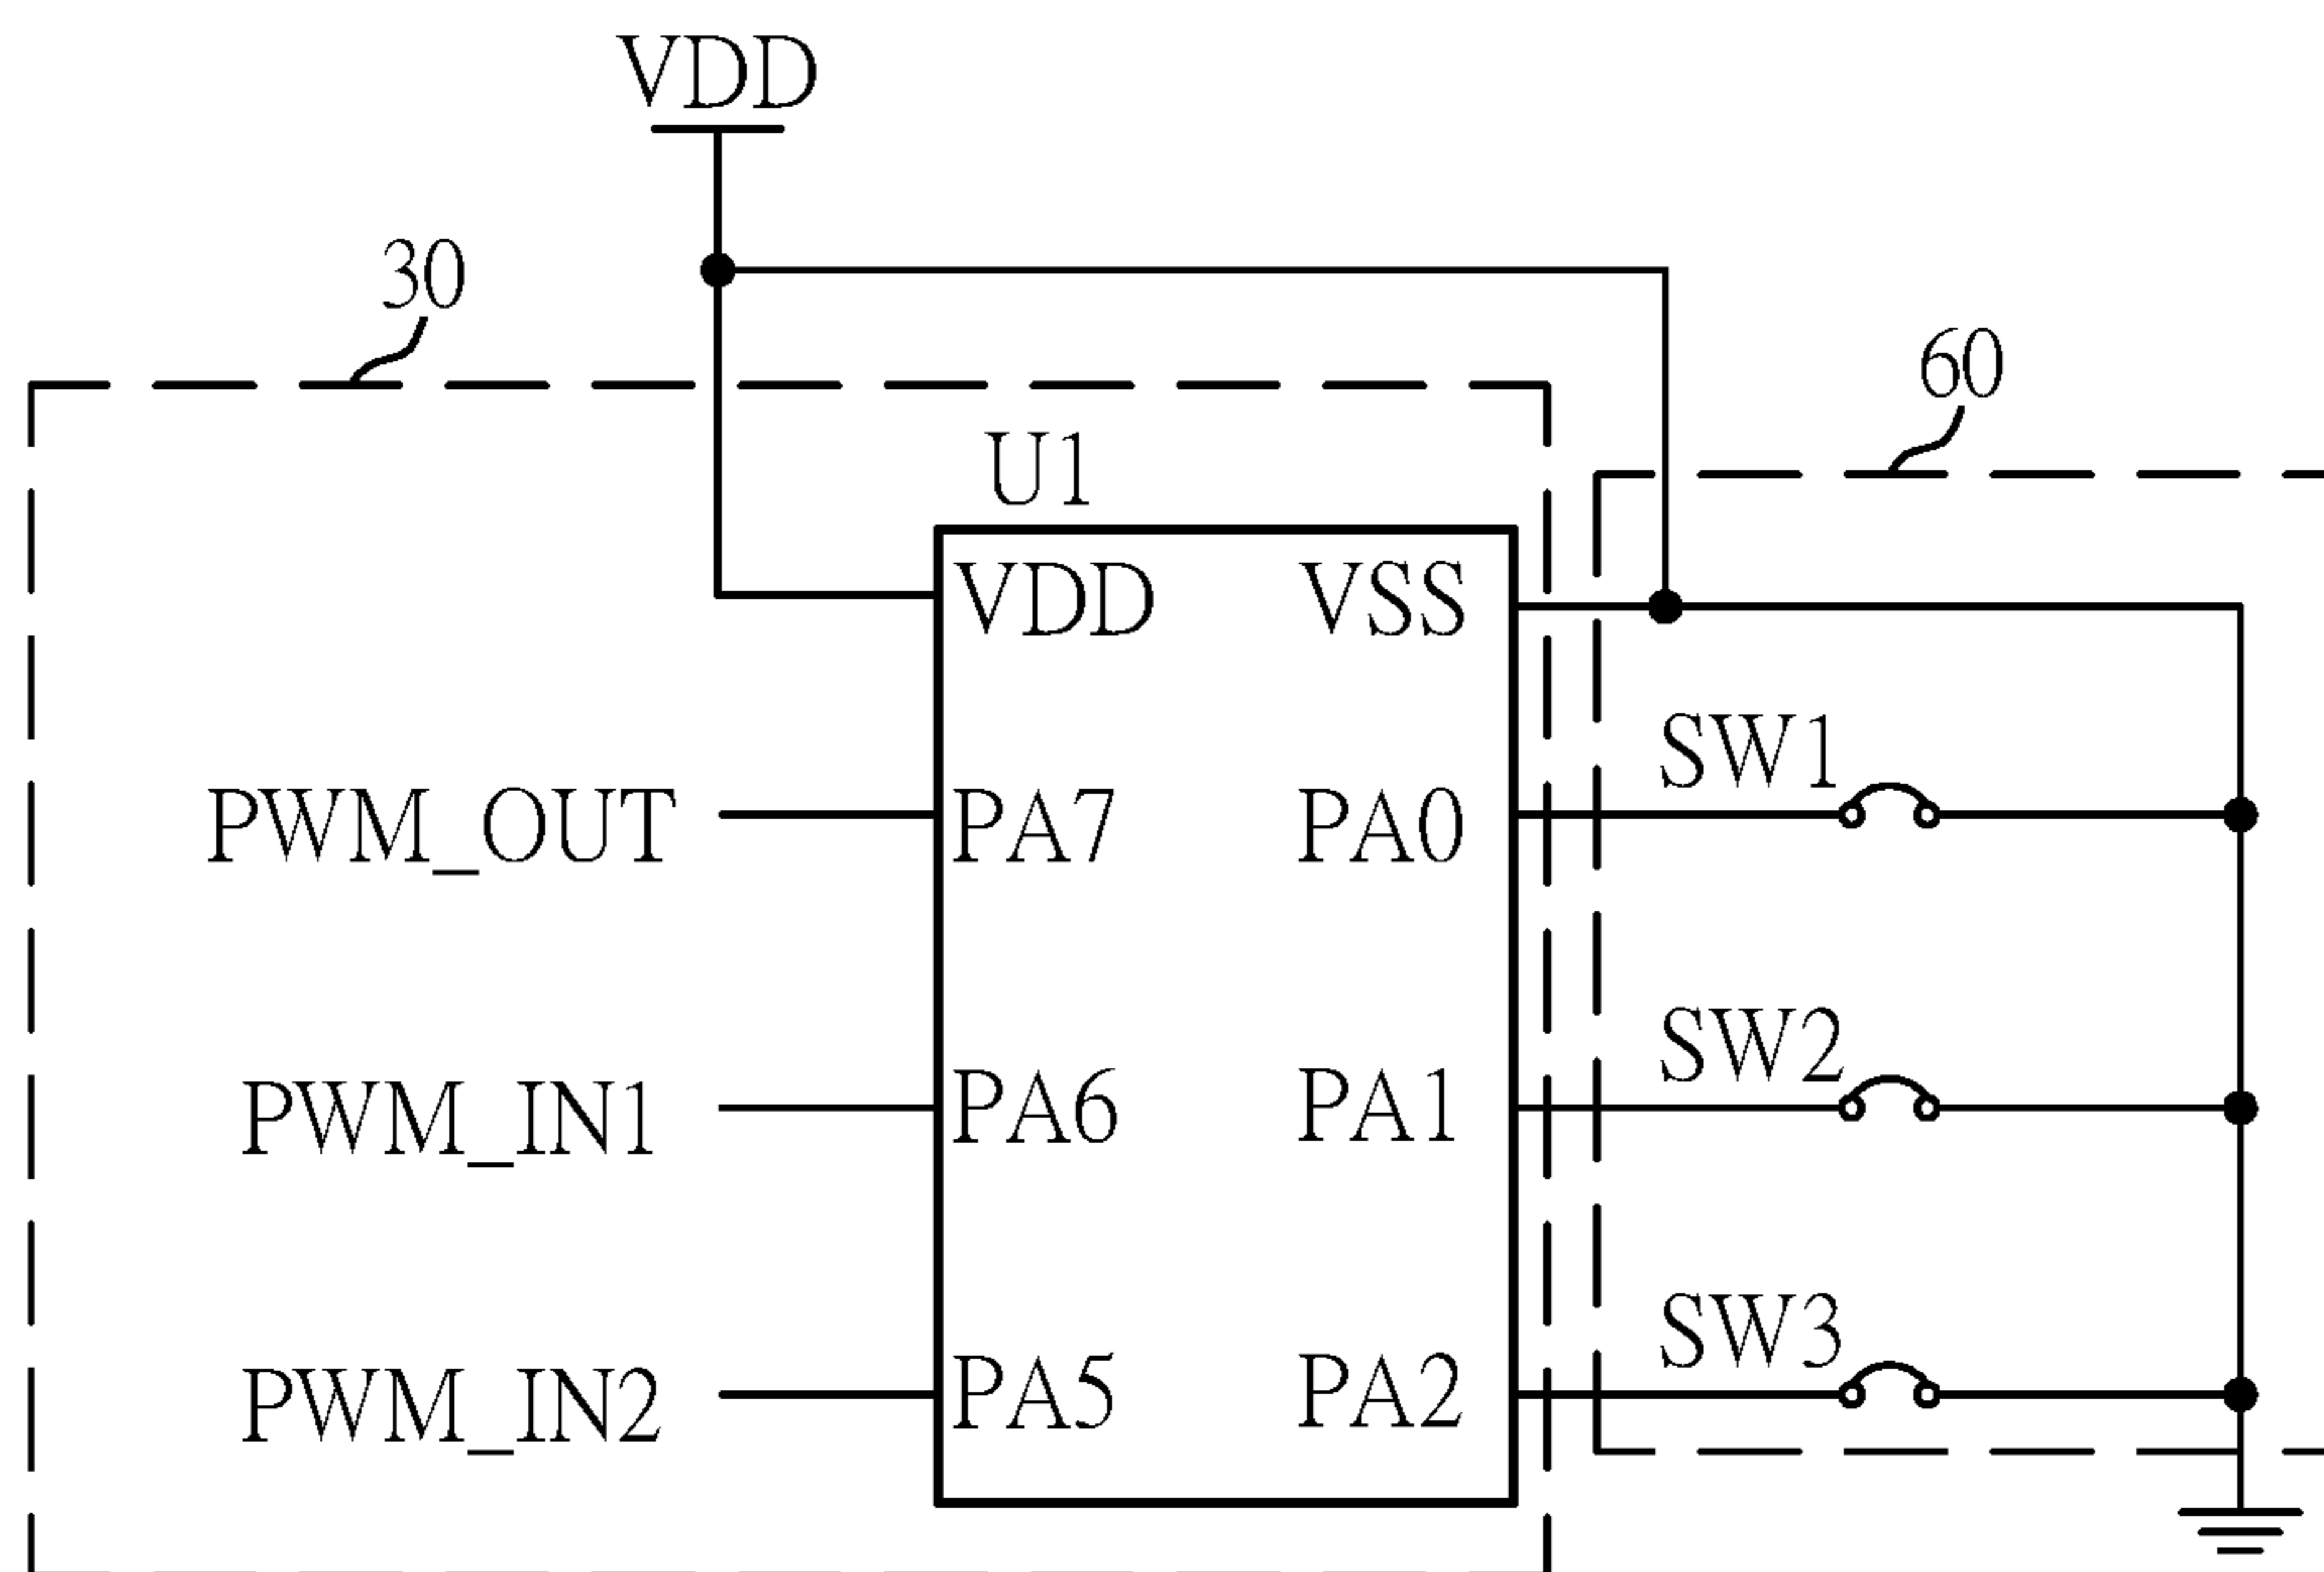 VDD
30
60
U1
VDD VSS
SW1
PWM_OUT PA7 PA0
SW2
PWM_IN1 PA6 PA1
SW3
PWM_IN2 PA5 PA2